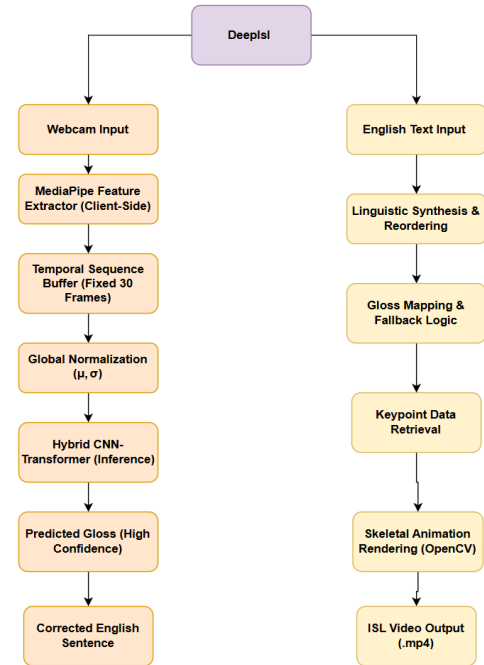 DeepIsl
Webcam Input
MediaPipe Feature
Extractor (Client-Side)
Temporal Sequence
Buffer (Fixed 30
Frames)
Global Normalization
(μ, σ)
Hybrid CNN-
Transformer (Inference)
Predicted Gloss (High
Confidence)
Corrected English
Sentence
English Text Input
Linguistic Synthesis &
Reordering
Gloss Mapping &
Fallback Logic
Keypoint Data
Retrieval
Skeletal Animation
Rendering (OpenCV)
ISL Video Output
(.mp4)